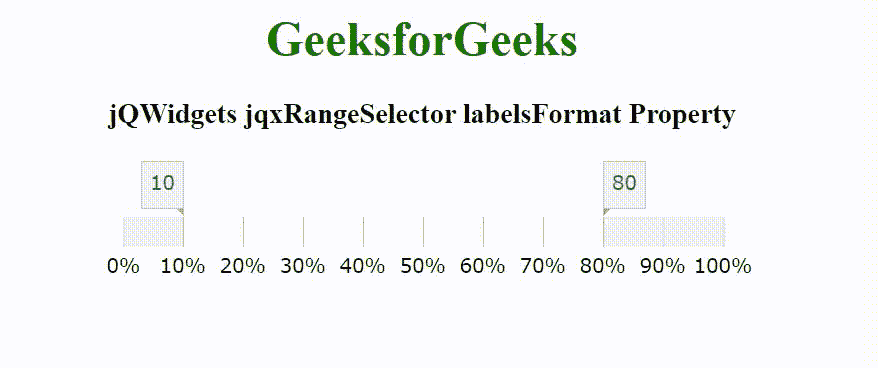 GeeksforGeeks
jQWidgets jqxRangeSelector labelsFormat Property
10 80
0% 10% 20% 30% 40% 50% 60% 70% 80% 90% 100%